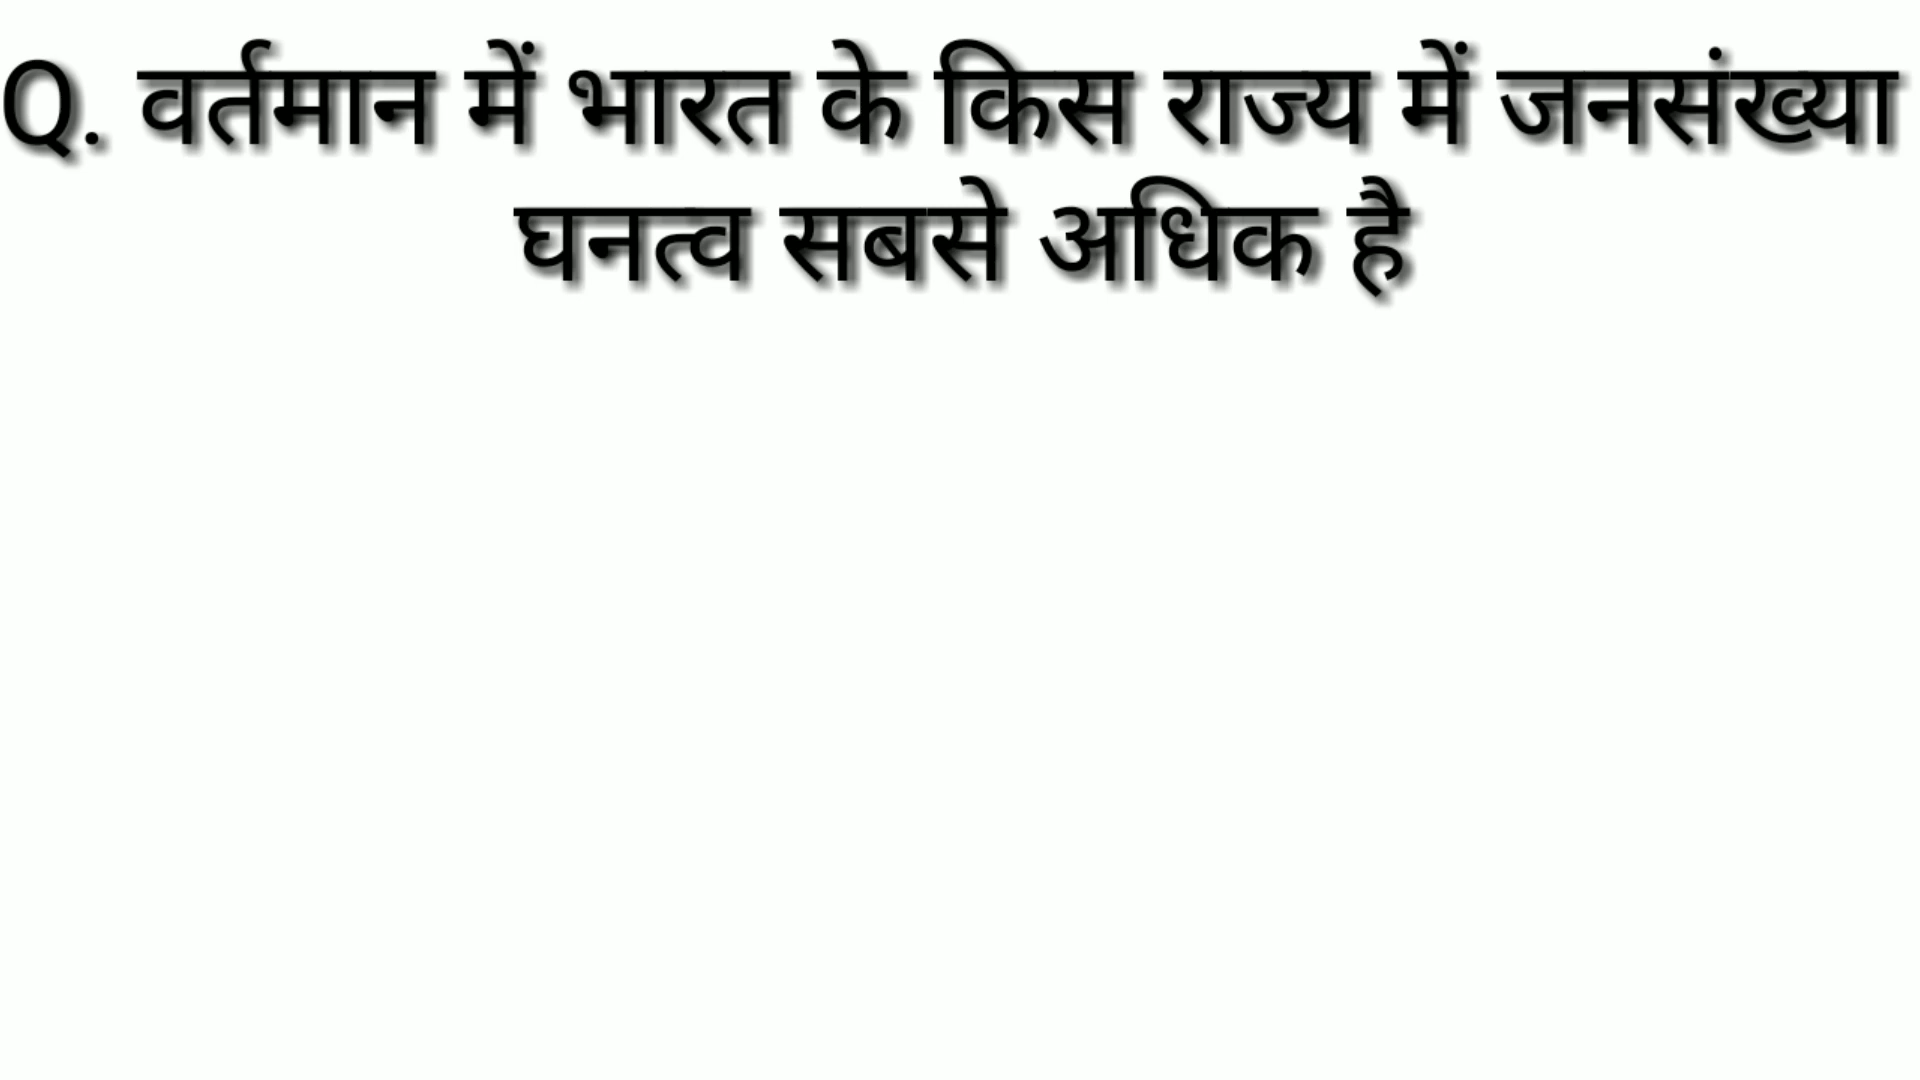 Q. वर्तमान में भारत के किस राज्य में जनसंख्या
घनत्व सबसे अधिक है